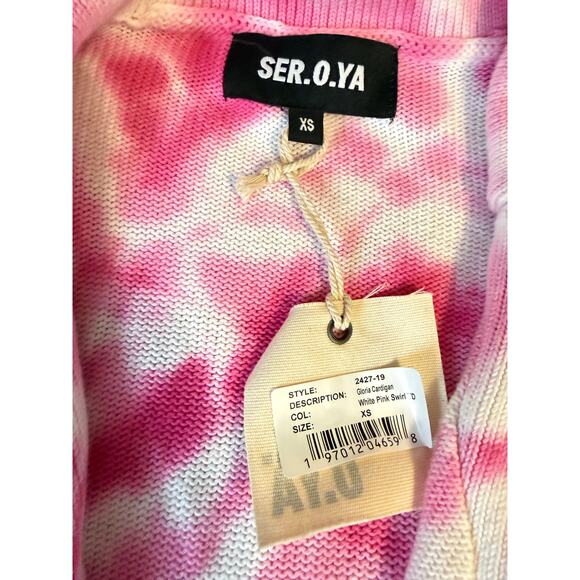 SER.O.YA
XS
STYLE: 2427-19
DESCRIPTION: Gloria Cardigan
COL: White Pink Swirl TD
SIZE: XS
1 97012 04659 8